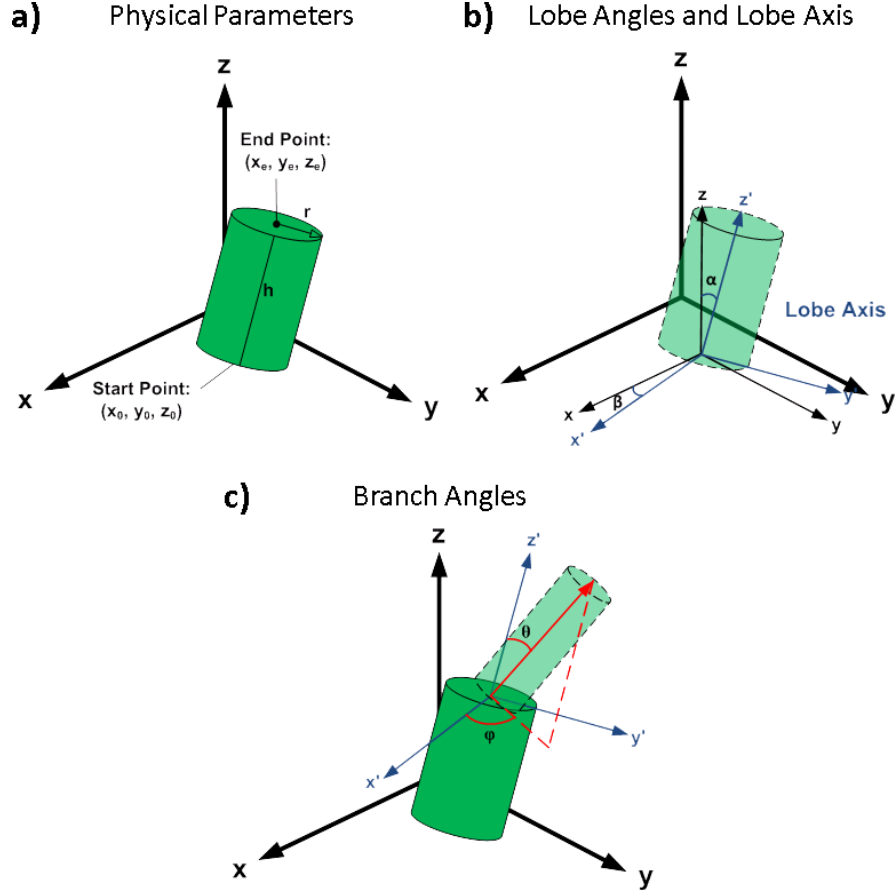 a) Physical Parameters
z
End Point:
(xₑ, yₑ, zₑ)
r
h
Start Point:
(x₀, y₀, z₀)
x
y
b) Lobe Angles and Lobe Axis
z
z
z'
α
Lobe Axis
x
x
β
x'
y'
y
y
c) Branch Angles
z
z'
θ
φ
y'
x'
x
y